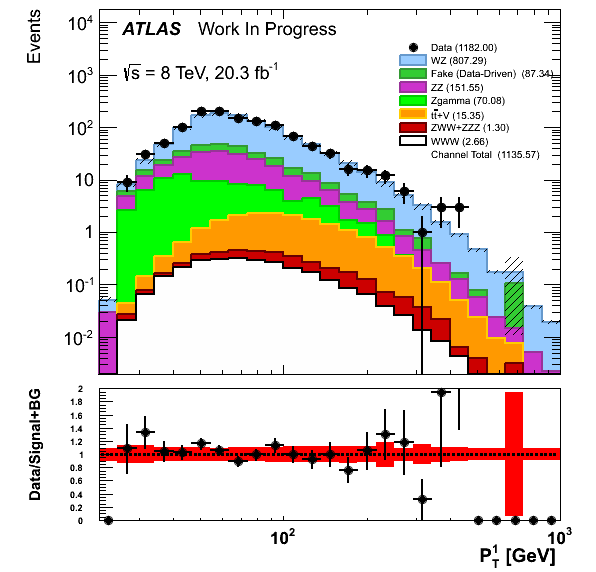 ATLAS Work In Progress
√s = 8 TeV, 20.3 fb⁻¹
Events
10⁴
10³
10²
10
1
10⁻¹
10⁻²
Data (1182.00)
WZ (807.29)
Fake (Data-Driven) (87.34)
ZZ (151.55)
Zgamma (70.08)
tt̄+V (15.35)
ZWW+ZZZ (1.30)
WWW (2.66)
Channel Total (1135.57)
Data/Signal+BG
2
1.8
1.6
1.4
1.2
1
0.8
0.6
0.4
0.2
0
10²
10³
P¹_T [GeV]